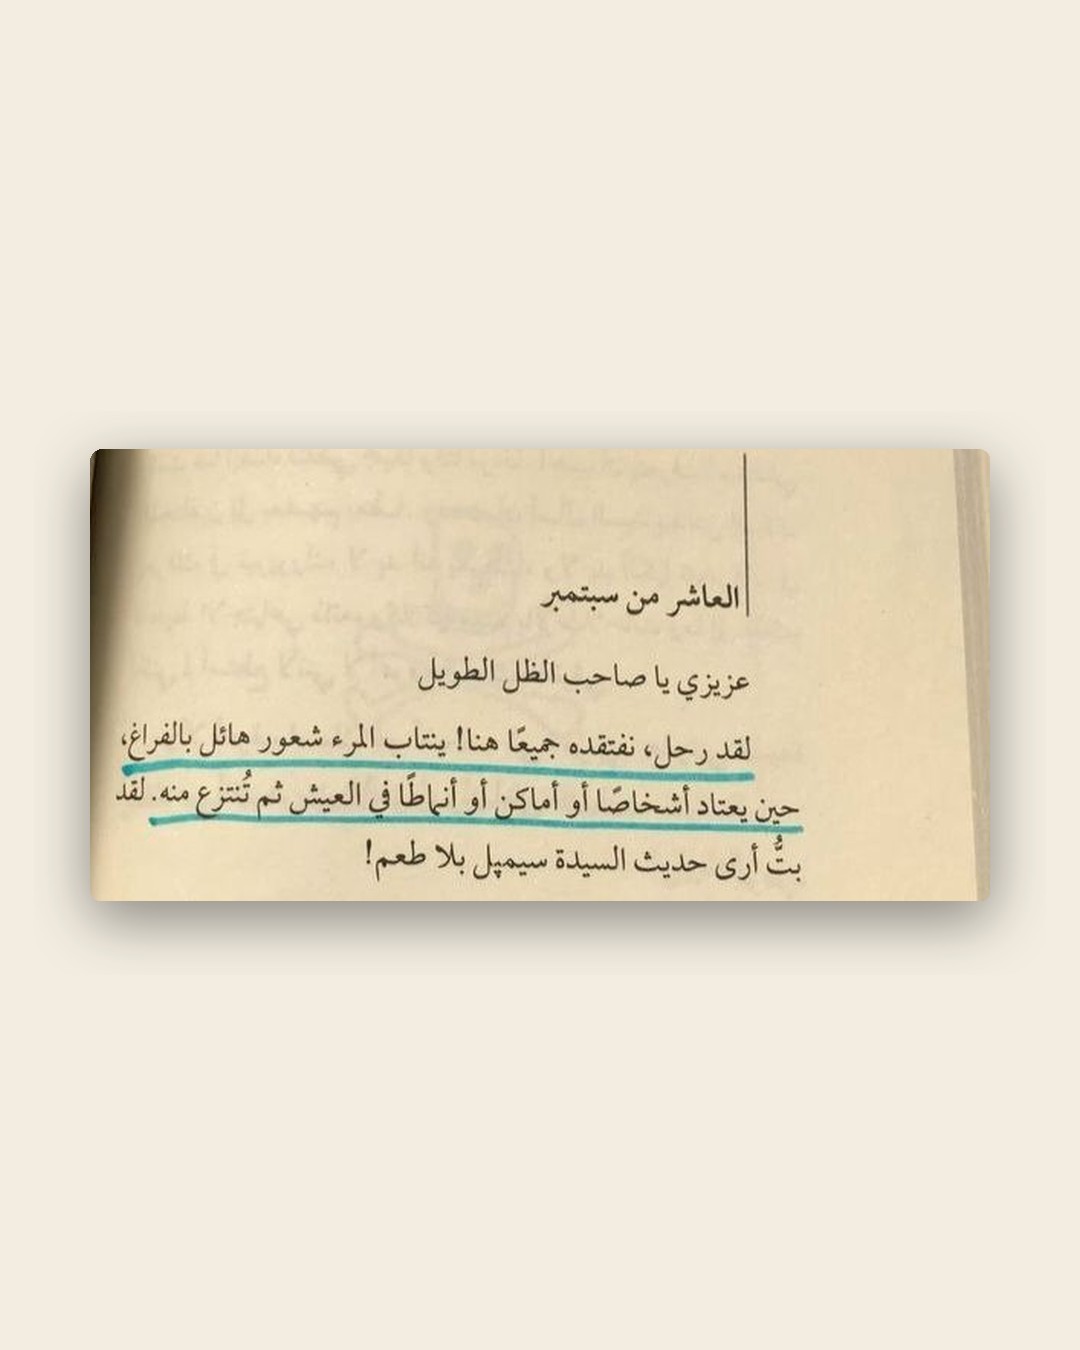 العاشر من سبتمبر
عزيزي يا صاحب الظل الطويل
لقد رحل، نفتقده جميعًا هنا! ينتاب المرء شعور هائل بالفراغ،
حين يعتاد أشخاصًا أو أماكن أو أنماطًا في العيش ثم تُنتزع منه. لقد
بتُّ أرى حديث السيدة سيمپل بلا طعم!